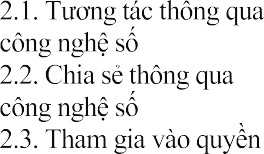 2.1. Tương tác thông qua
công nghệ số
2.2. Chia sẻ thông qua
công nghệ số
2.3. Tham gia vào quyền